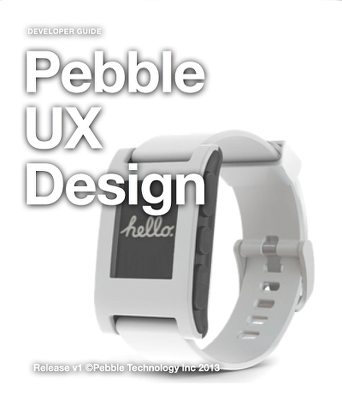 DEVELOPER GUIDE
Pebble
UX
Design
hello.
Release v1 ©Pebble Technology Inc 2013